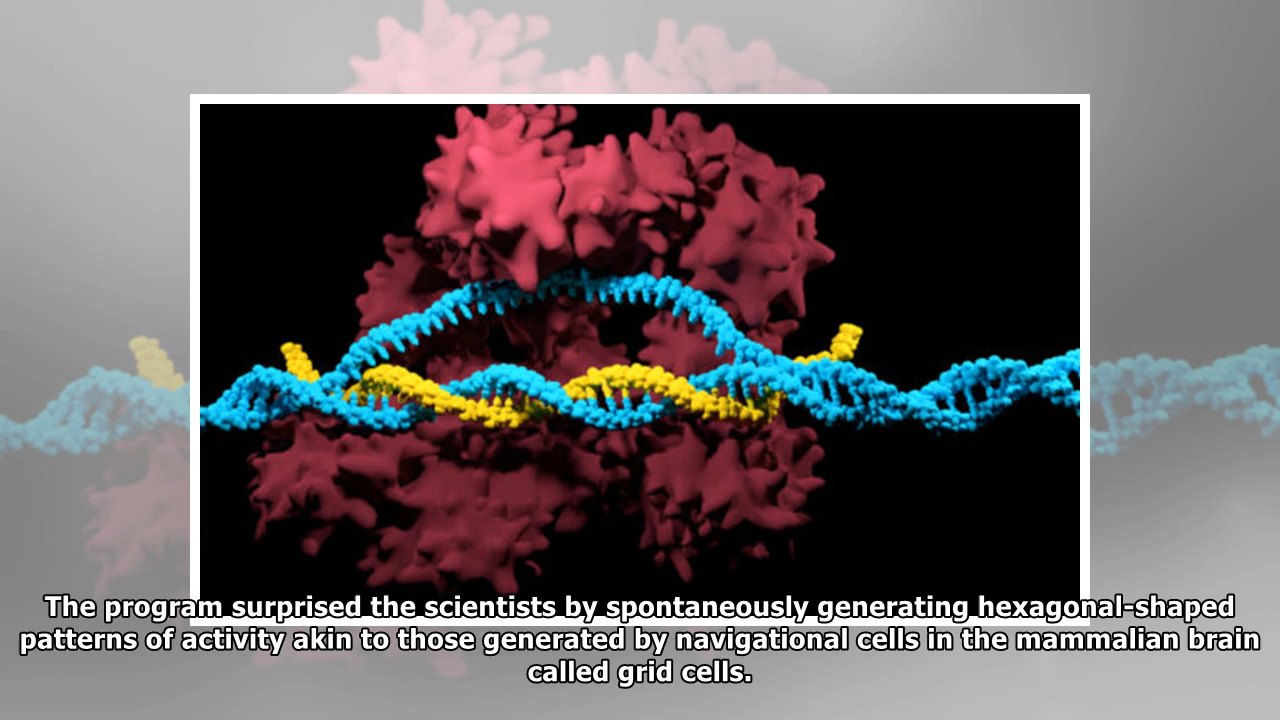 The program surprised the scientists by spontaneously generating hexagonal-shaped
patterns of activity akin to those generated by navigational cells in the mammalian brain
called grid cells.